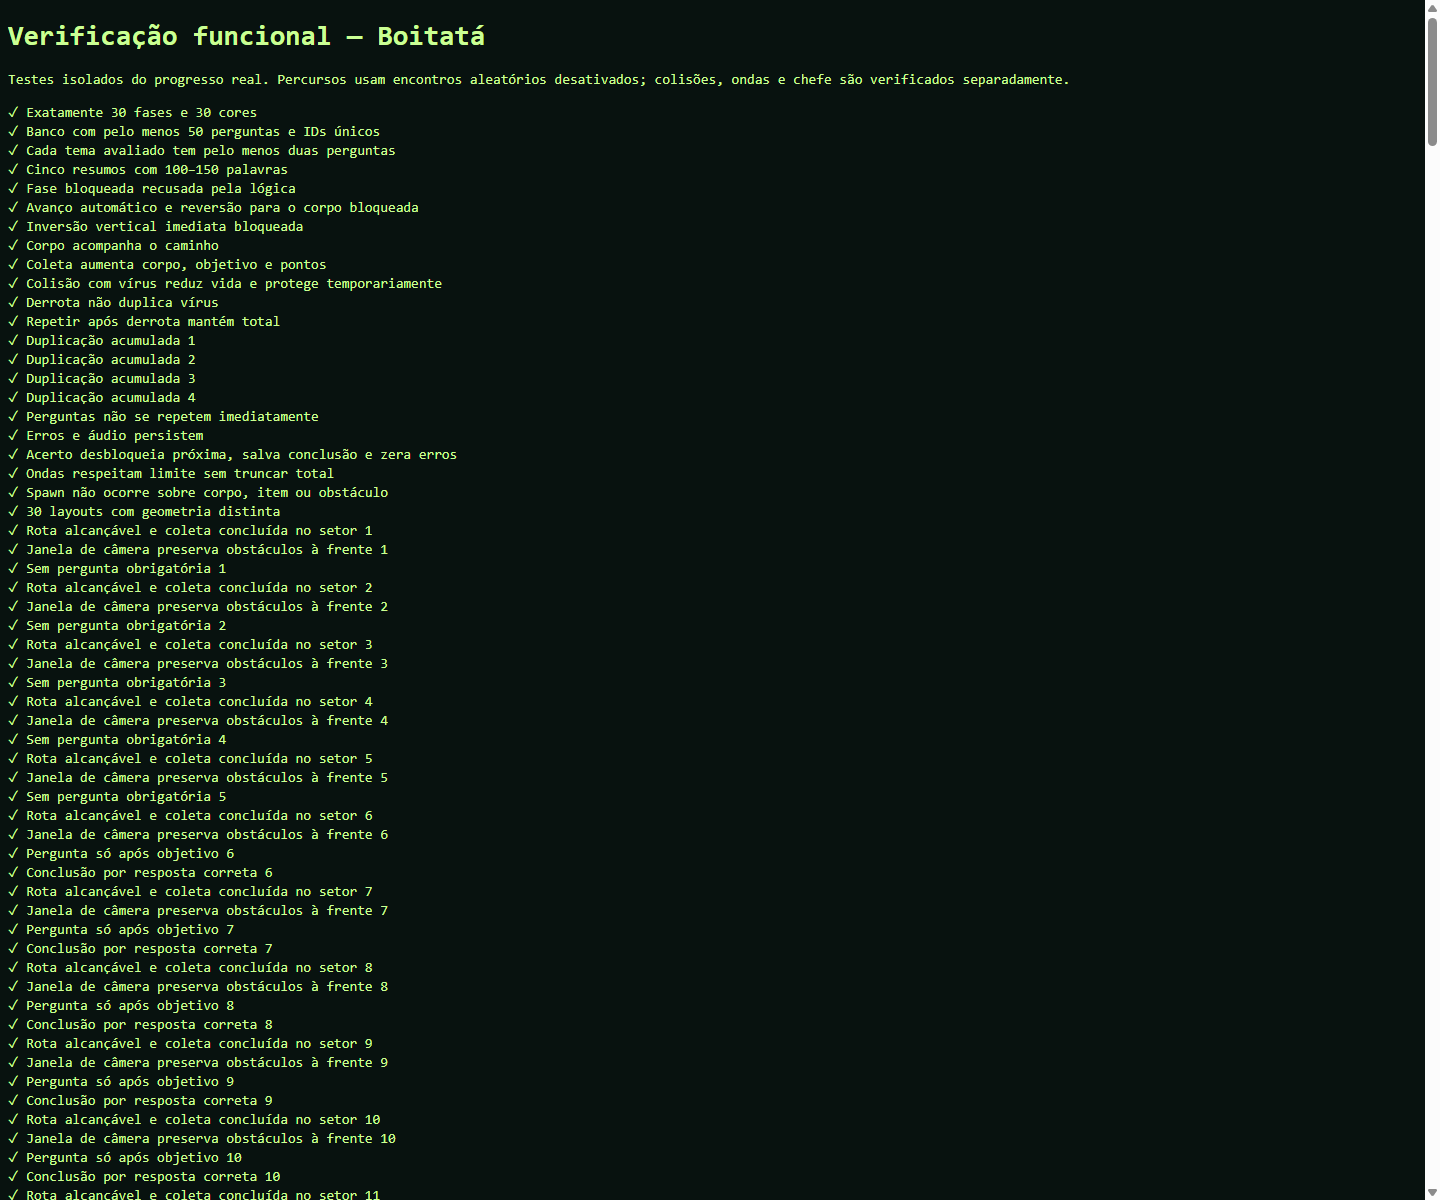 Verificação funcional — Boitatá
Testes isolados do progresso real. Percursos usam encontros aleatórios desativados; colisões, ondas e chefe são verificados separadamente.
✓ Exatamente 30 fases e 30 cores
✓ Banco com pelo menos 50 perguntas e IDs únicos
✓ Cada tema avaliado tem pelo menos duas perguntas
✓ Cinco resumos com 100–150 palavras
✓ Fase bloqueada recusada pela lógica
✓ Avanço automático e reversão para o corpo bloqueada
✓ Inversão vertical imediata bloqueada
✓ Corpo acompanha o caminho
✓ Coleta aumenta corpo, objetivo e pontos
✓ Colisão com vírus reduz vida e protege temporariamente
✓ Derrota não duplica vírus
✓ Repetir após derrota mantém total
✓ Duplicação acumulada 1
✓ Duplicação acumulada 2
✓ Duplicação acumulada 3
✓ Duplicação acumulada 4
✓ Perguntas não se repetem imediatamente
✓ Erros e áudio persistem
✓ Acerto desbloqueia próxima, salva conclusão e zera erros
✓ Ondas respeitam limite sem truncar total
✓ Spawn não ocorre sobre corpo, item ou obstáculo
✓ 30 layouts com geometria distinta
✓ Rota alcançável e coleta concluída no setor 1
✓ Janela de câmera preserva obstáculos à frente 1
✓ Sem pergunta obrigatória 1
✓ Rota alcançável e coleta concluída no setor 2
✓ Janela de câmera preserva obstáculos à frente 2
✓ Sem pergunta obrigatória 2
✓ Rota alcançável e coleta concluída no setor 3
✓ Janela de câmera preserva obstáculos à frente 3
✓ Sem pergunta obrigatória 3
✓ Rota alcançável e coleta concluída no setor 4
✓ Janela de câmera preserva obstáculos à frente 4
✓ Sem pergunta obrigatória 4
✓ Rota alcançável e coleta concluída no setor 5
✓ Janela de câmera preserva obstáculos à frente 5
✓ Sem pergunta obrigatória 5
✓ Rota alcançável e coleta concluída no setor 6
✓ Janela de câmera preserva obstáculos à frente 6
✓ Pergunta só após objetivo 6
✓ Conclusão por resposta correta 6
✓ Rota alcançável e coleta concluída no setor 7
✓ Janela de câmera preserva obstáculos à frente 7
✓ Pergunta só após objetivo 7
✓ Conclusão por resposta correta 7
✓ Rota alcançável e coleta concluída no setor 8
✓ Janela de câmera preserva obstáculos à frente 8
✓ Pergunta só após objetivo 8
✓ Conclusão por resposta correta 8
✓ Rota alcançável e coleta concluída no setor 9
✓ Janela de câmera preserva obstáculos à frente 9
✓ Pergunta só após objetivo 9
✓ Conclusão por resposta correta 9
✓ Rota alcançável e coleta concluída no setor 10
✓ Janela de câmera preserva obstáculos à frente 10
✓ Pergunta só após objetivo 10
✓ Conclusão por resposta correta 10
✓ Rota alcançável e coleta concluída no setor 11